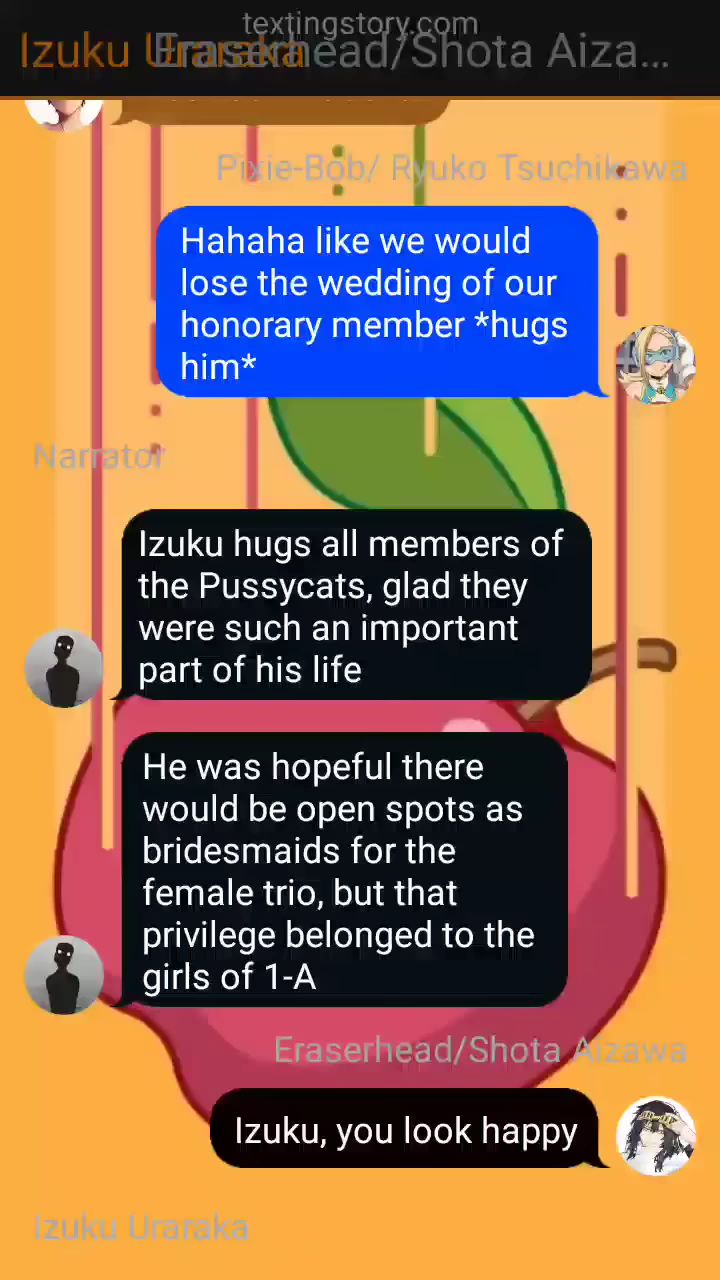 textingstory.com
Izuku Uraraka
Eraserhead/Shota Aiza...
Pixie-Bob/ Ryuko Tsuchikawa
Hahaha like we would
lose the wedding of our
honorary member *hugs
him*
Narrator
Izuku hugs all members of
the Pussycats, glad they
were such an important
part of his life
He was hopeful there
would be open spots as
bridesmaids for the
female trio, but that
privilege belonged to the
girls of 1-A
Eraserhead/Shota Aizawa
Izuku, you look happy
Izuku Uraraka